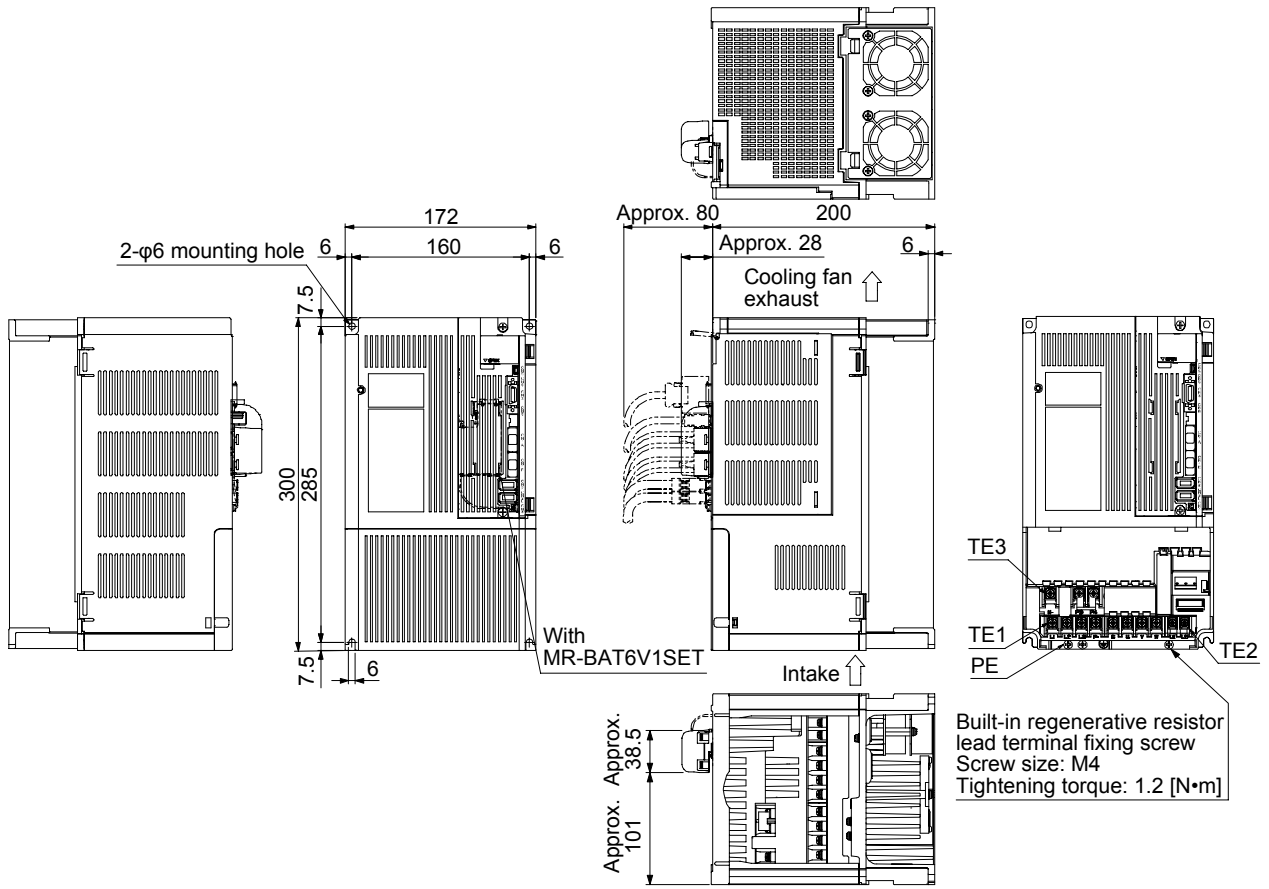 Approx. 80
200
172
Approx. 28
6
6
160
6
2-φ6 mounting hole
Cooling fan
exhaust
7.5
300
285
TE3
TE1
TE2
PE
With
MR-BAT6V1SET
7.5
6
Intake
Built-in regenerative resistor
lead terminal fixing screw
Screw size: M4
Tightening torque: 1.2 [N•m]
Approx.
38.5
Approx.
101